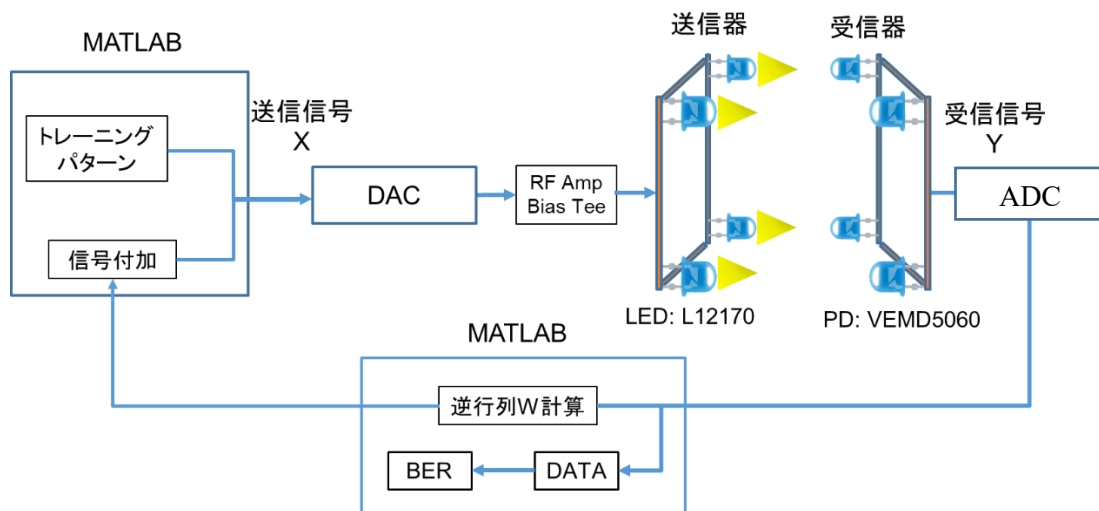 MATLAB
送信器
受信器
トレーニング
パターン
送信信号
X
DAC
RF Amp
Bias Tee
受信信号
Y
ADC
信号付加
LED: L12170
PD: VEMD5060
MATLAB
逆行列W計算
BER
DATA